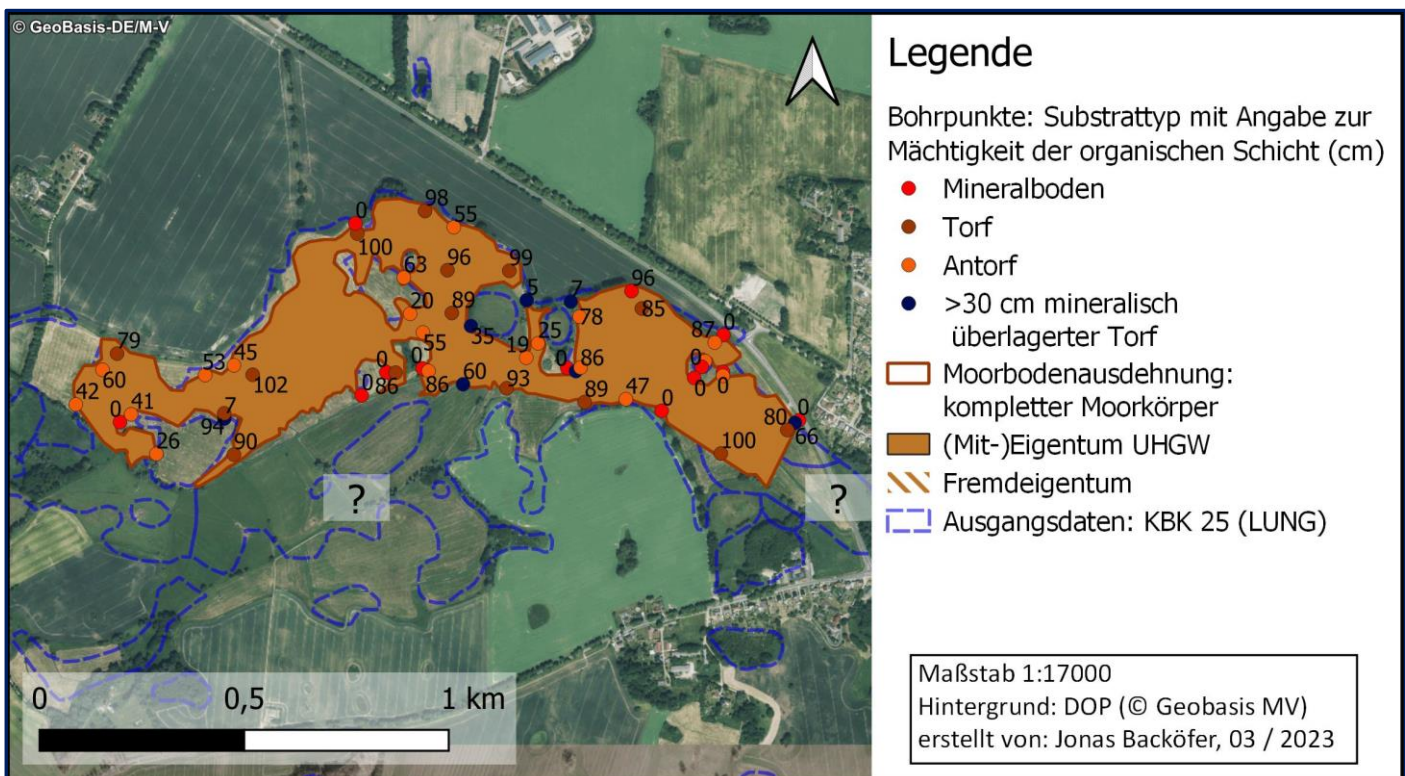 © GeoBasis-DE/M-V
Legende
Bohrpunkte: Substrattyp mit Angabe zur
Mächtigkeit der organischen Schicht (cm)
Mineralboden
Torf
Antorf
>30 cm mineralisch
überlagerter Torf
Moorbodenausdehnung:
kompletter Moorkörper
(Mit-)Eigentum UHGW
Fremdeigentum
Ausgangsdaten: KBK 25 (LUNG)
Maßstab 1:17000
Hintergrund: DOP (© Geobasis MV)
erstellt von: Jonas Backöfer, 03 / 2023
98
0
55
100
96
99
63
5
7
96
20
89
78
85
35
25
87
0
79
45
55
19
53
0
0
0
86
0
60
102
86
86
60
93
42
0
0
41
7
89
47
0
94
80
0
66
26
90
100
?
?
0
0,5
1 km